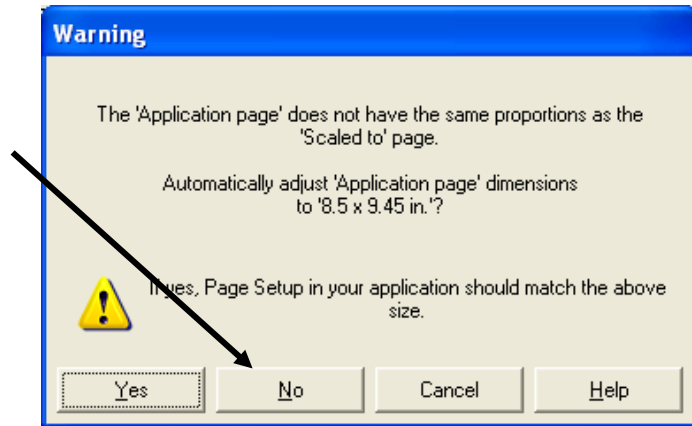 Warning
The 'Application page' does not have the same proportions as the
'Scaled to' page.
Automatically adjust 'Application page' dimensions
to '8.5 x 9.45 in.'?
If yes, Page Setup in your application should match the above
size.
Yes
No
Cancel
Help